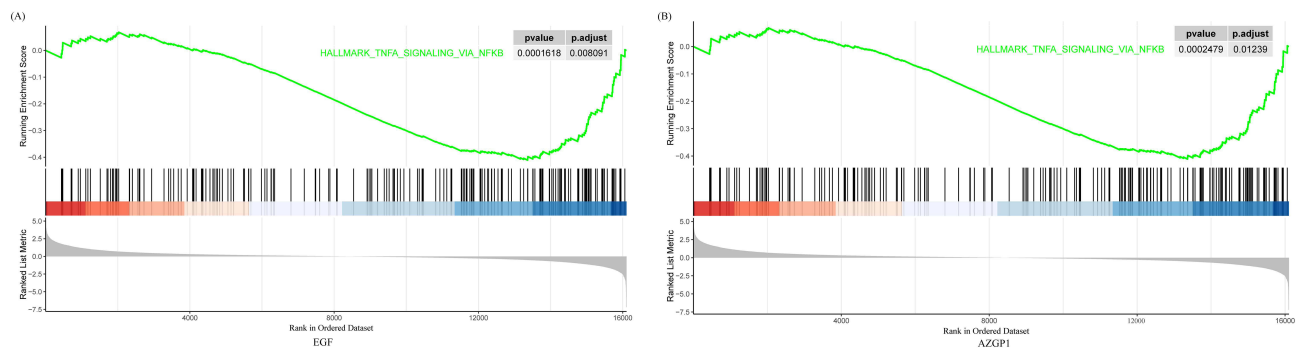 (A)
Running Enrichment Score
0.0
−0.1
−0.2
−0.3
−0.4
HALLMARK_TNFA_SIGNALING_VIA_NFKB
pvalue p.adjust
0.0001618 0.008091
Ranked List Metric
5.0
2.5
0.0
−2.5
−5.0
−7.5
4000 8000 12000 16000
Rank in Ordered Dataset
EGF
(B)
Running Enrichment Score
0.0
−0.1
−0.2
−0.3
−0.4
HALLMARK_TNFA_SIGNALING_VIA_NFKB
pvalue p.adjust
0.0002479 0.01239
Ranked List Metric
5.0
2.5
0.0
−2.5
−5.0
−7.5
4000 8000 12000 16000
Rank in Ordered Dataset
AZGP1